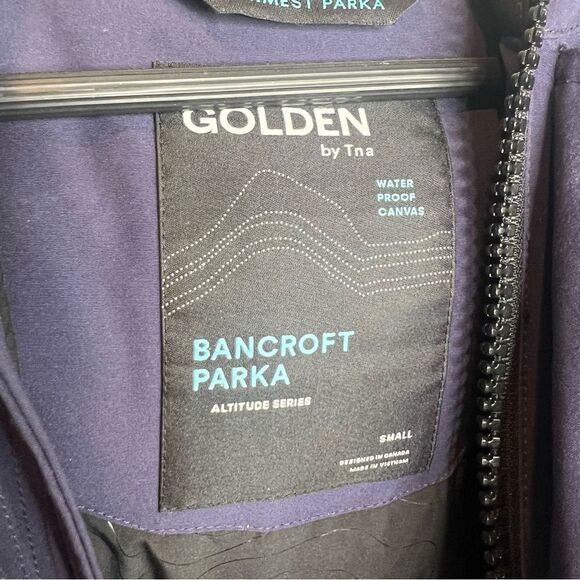 PARKA
GOLDEN
by Tna
WATER
PROOF
CANVAS
BANCROFT
PARKA
ALTITUDE SERIES
SMALL
DESIGNED IN CANADA
MADE IN VIETNAM